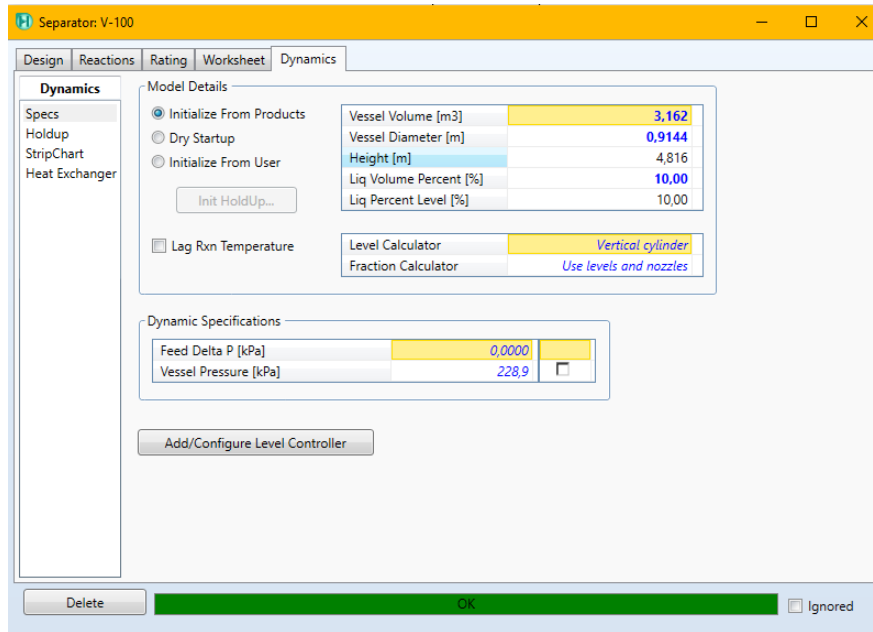 Separator: V-100
Design Reactions Rating Worksheet Dynamics
Dynamics
Specs
Holdup
StripChart
Heat Exchanger
Model Details
Initialize From Products
Dry Startup
Initialize From User
Init HoldUp...
Lag Rxn Temperature
Vessel Volume [m3] 3,162
Vessel Diameter [m] 0,9144
Height [m] 4,816
Liq Volume Percent [%] 10,00
Liq Percent Level [%] 10,00
Level Calculator Vertical cylinder
Fraction Calculator Use levels and nozzles
Dynamic Specifications
Feed Delta P [kPa] 0,0000
Vessel Pressure [kPa] 228,9
Add/Configure Level Controller
Delete OK Ignored